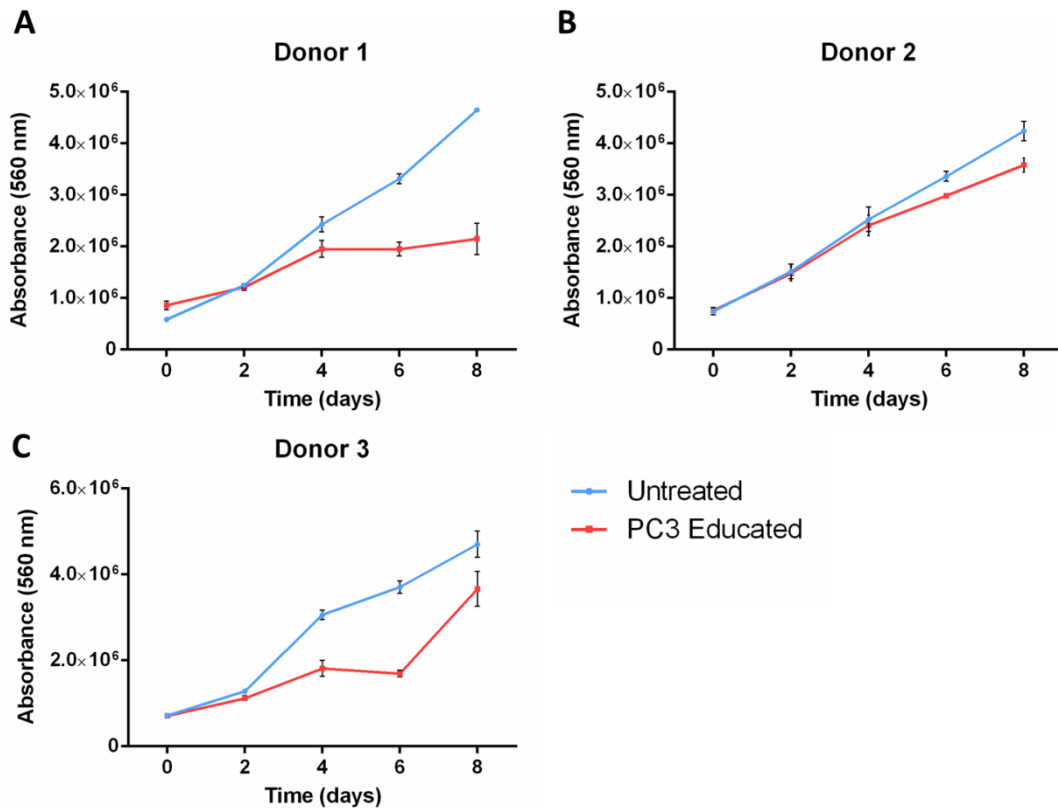 A
Donor 1
Absorbance (560 nm)
5.0×10⁶
4.0×10⁶
3.0×10⁶
2.0×10⁶
1.0×10⁶
0
0 2 4 6 8
Time (days)
B
Donor 2
Absorbance (560 nm)
5.0×10⁶
4.0×10⁶
3.0×10⁶
2.0×10⁶
1.0×10⁶
0
0 2 4 6 8
Time (days)
C
Donor 3
Absorbance (560 nm)
6.0×10⁶
4.0×10⁶
2.0×10⁶
0
0 2 4 6 8
Time (days)
Untreated
PC3 Educated